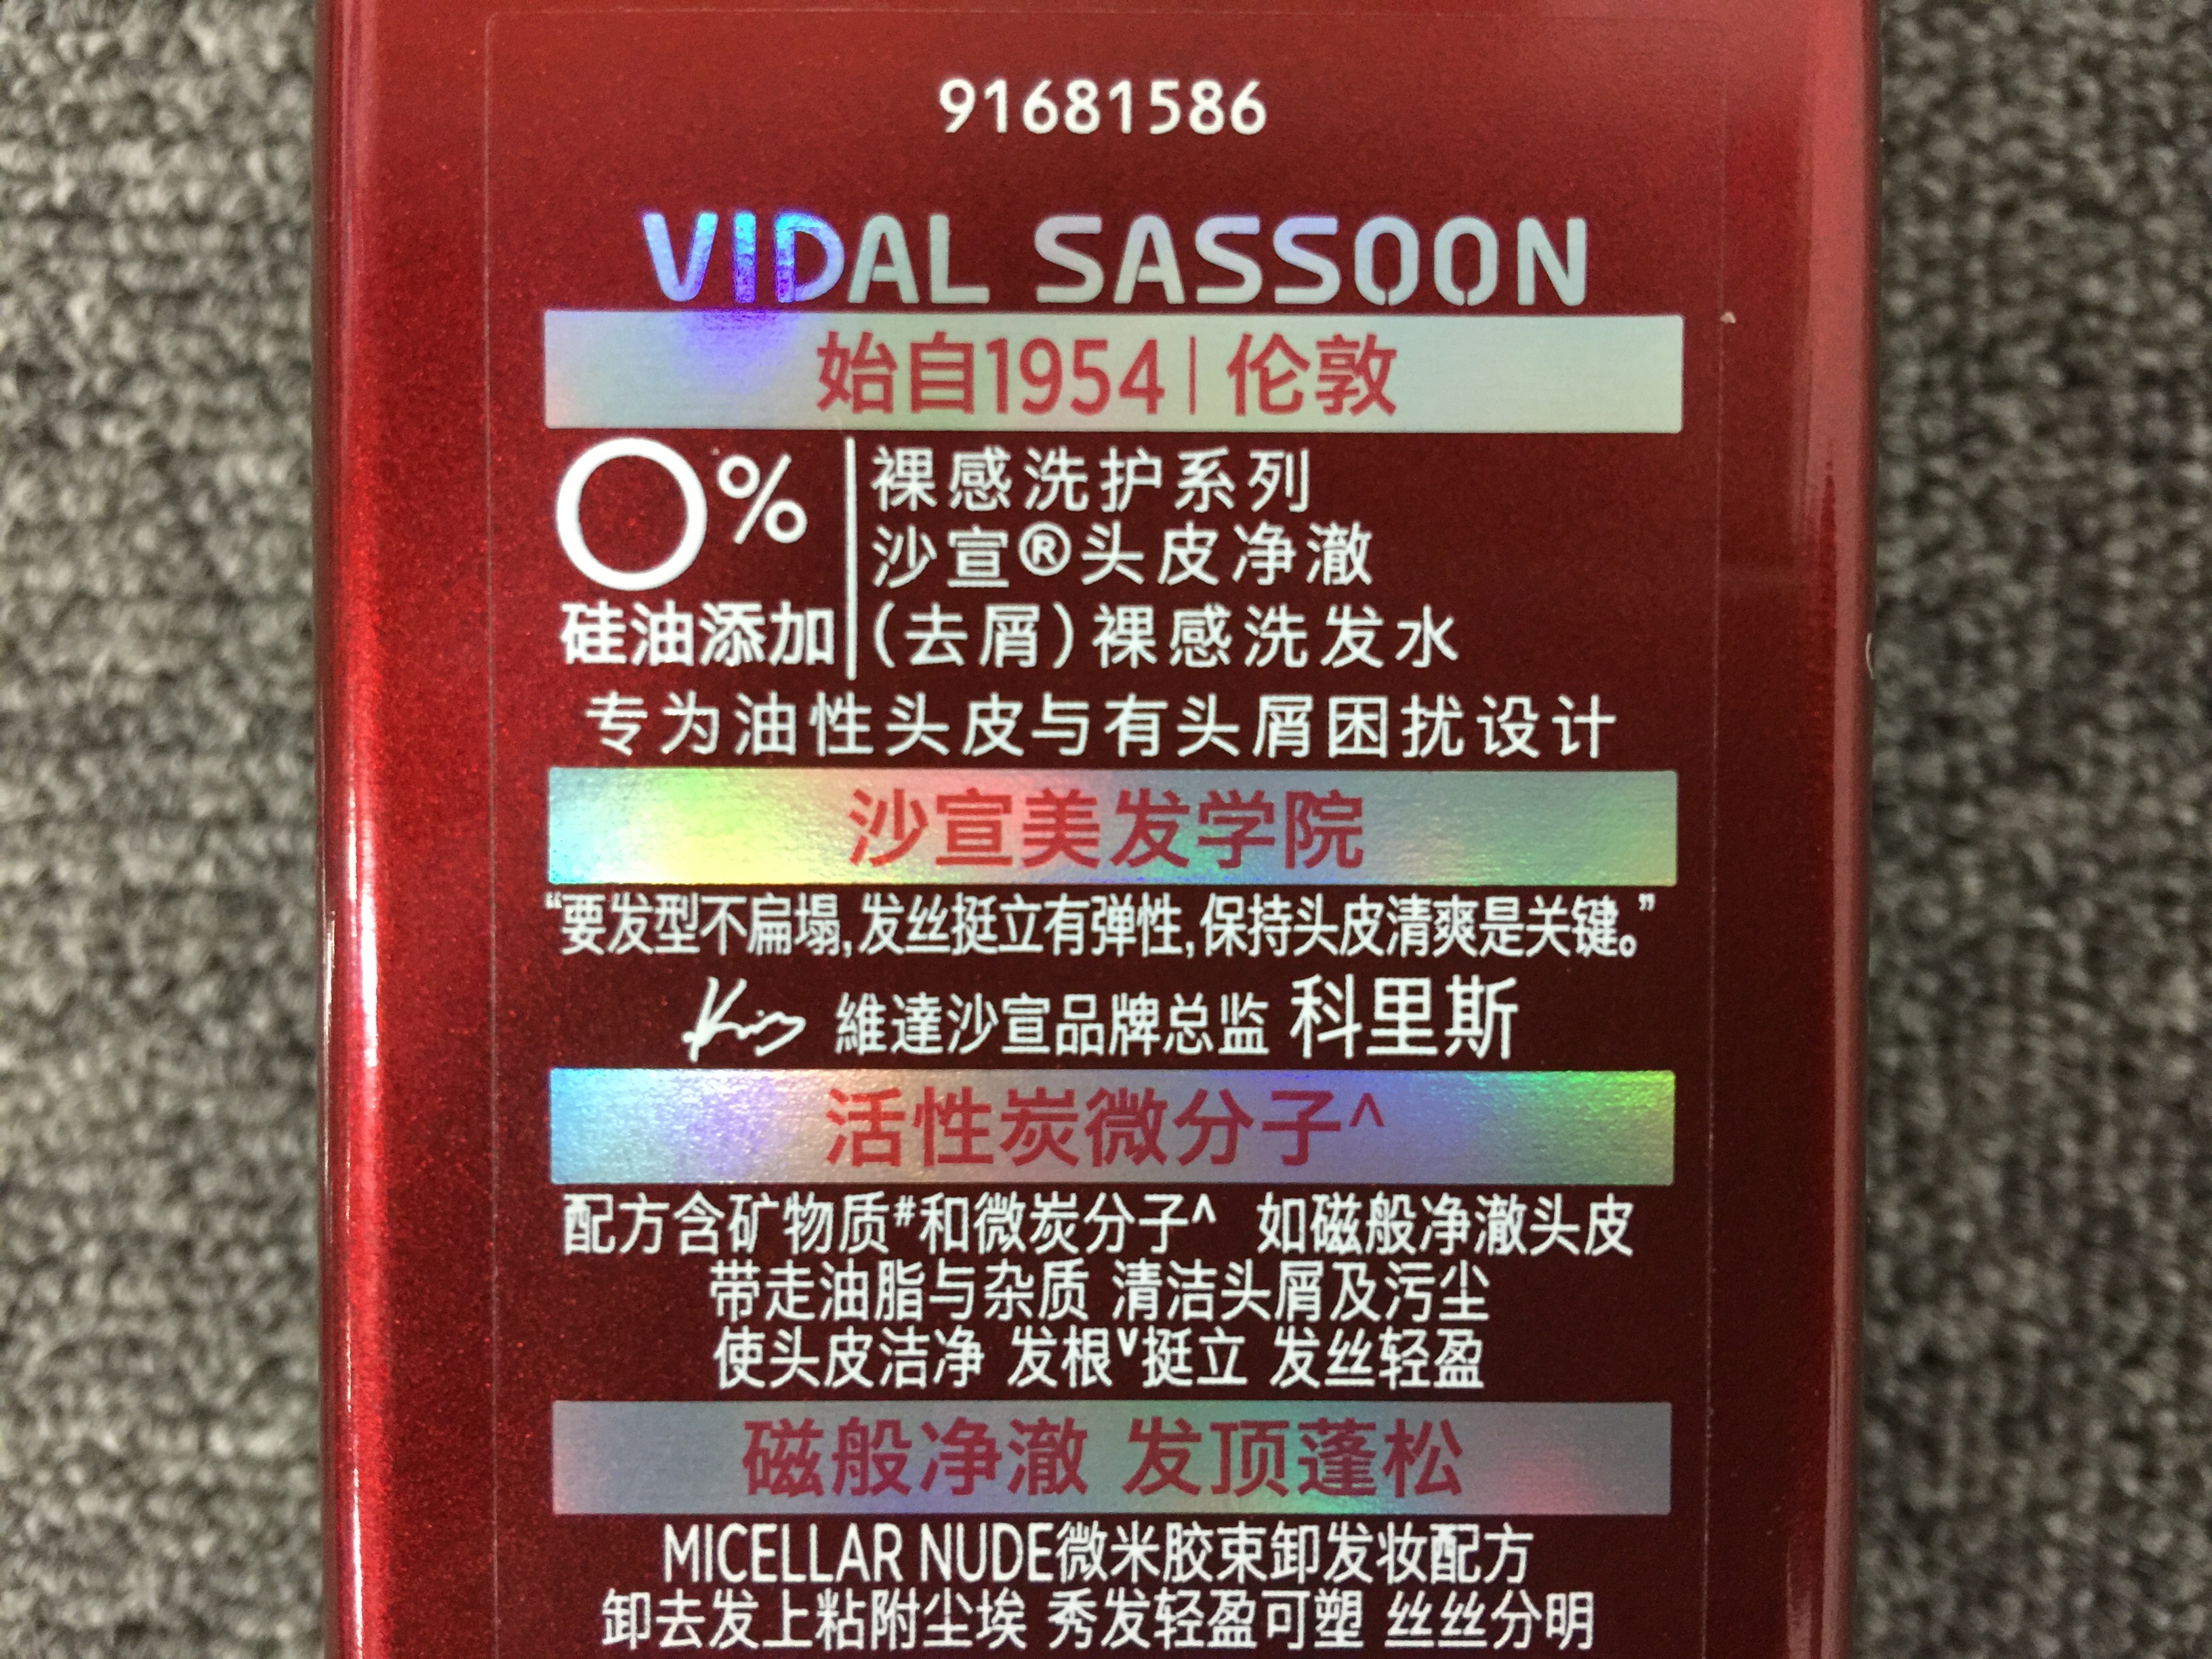 91681586
VIDAL SASSOON
始自1954| 伦敦
0%
硅油添加
裸感洗护系列
沙宣®头皮净澈
(去屑)裸感洗发水
专为油性头皮与有头屑困扰设计
沙宣美发学院
“要发型不扁塌,发丝挺立有弹性,保持头皮清爽是关键。”
維達沙宣品牌总监 科里斯
活性炭微分子^
配方含矿物质#和微炭分子^ 如磁般净澈头皮
带走油脂与杂质 清洁头屑及污尘
使头皮洁净 发根ᵛ挺立 发丝轻盈
磁般净澈 发顶蓬松
MICELLAR NUDE微米胶束卸发妆配方
卸去发上粘附尘埃 秀发轻盈可塑 丝丝分明